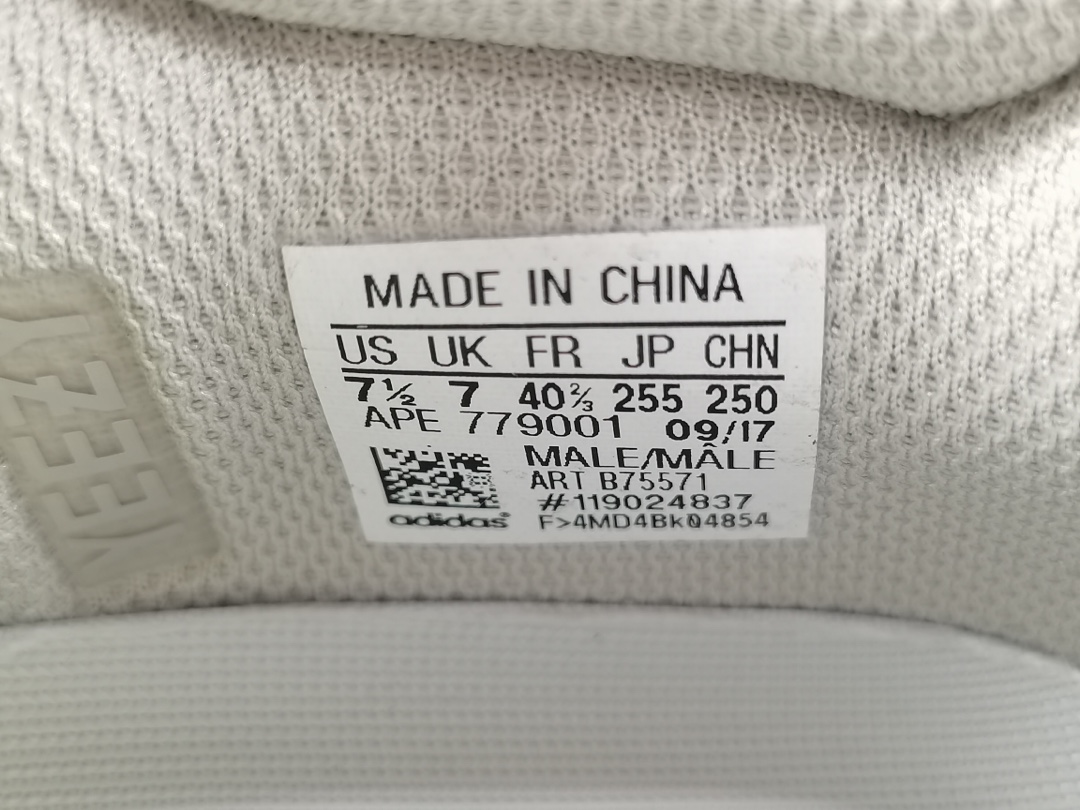 MADE IN CHINA
US UK FR JP CHN
7½ 7 40⅔ 255 250
APE 779001 09/17
MALE/MÂLE
ART B75571
#119024837
adidas®
F>4MD4Bk04854
YEEZY